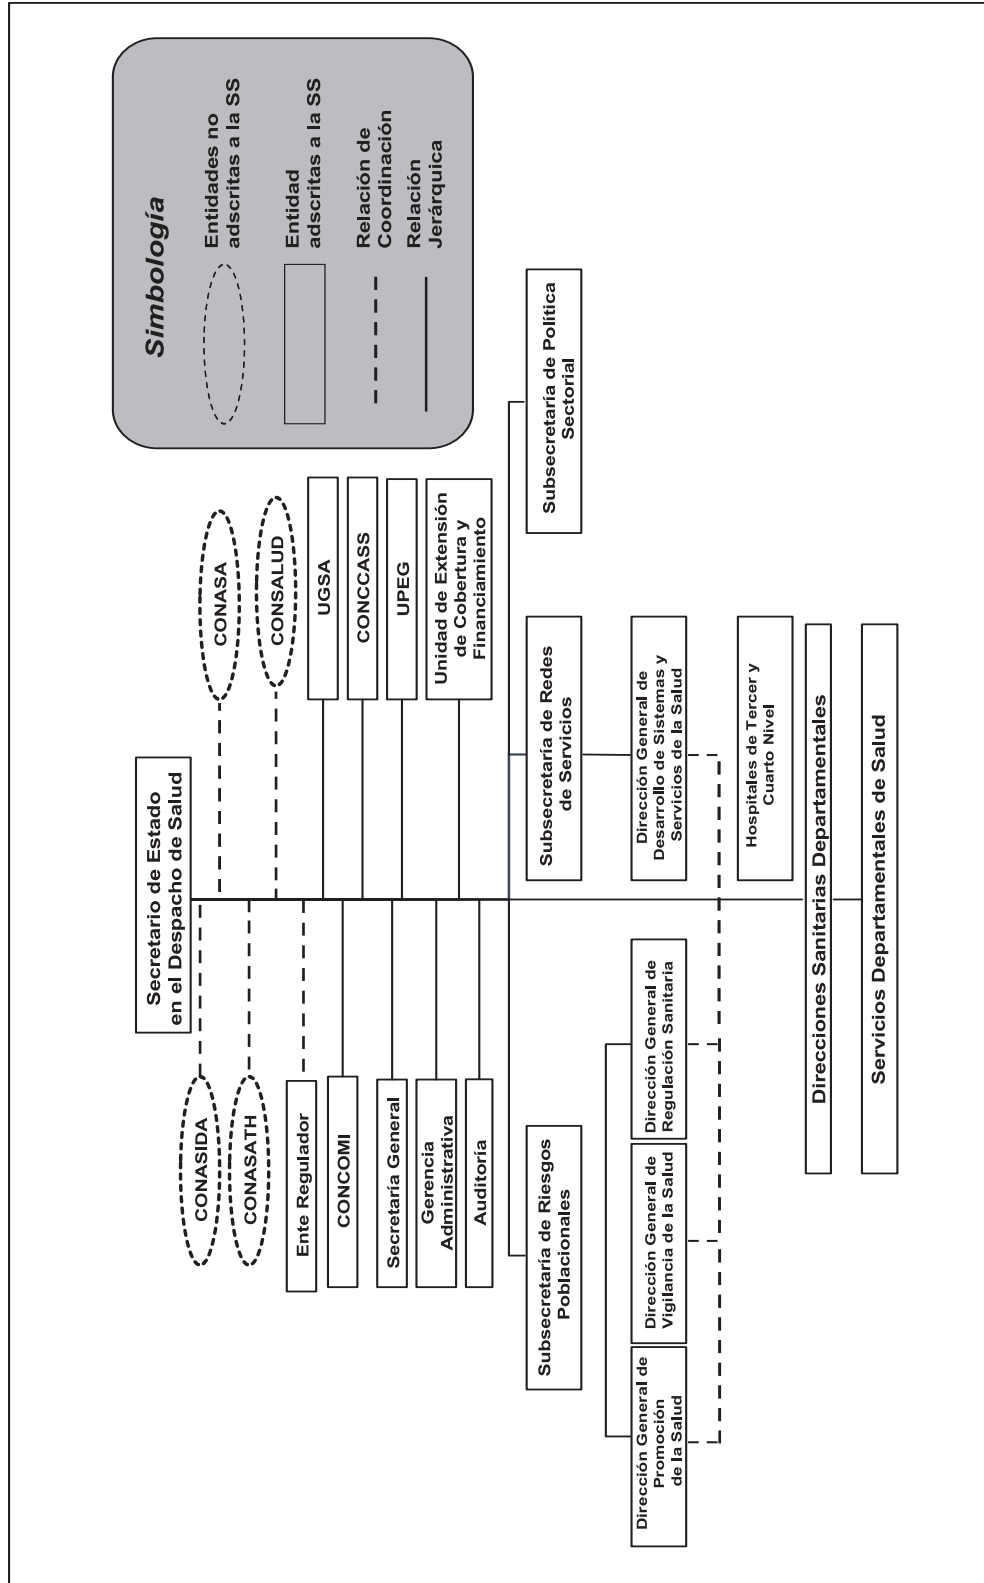 Secretario de Estado
en el Despacho de Salud
CONASIDA
CONASA
CONASATH
CONSALUD
Ente Regulador
UGSA
CONCOMI
CONCCASS
Secretaría General
UPEG
Gerencia
Administrativa
Unidad de Extensión
de Cobertura y
Financiamiento
Auditoría
Subsecretaría de Riesgos
Poblacionales
Subsecretaría de Redes
de Servicios
Subsecretaría de Política
Sectorial
Dirección General de
Promoción
de la Salud
Dirección General de
Vigilancia de la Salud
Dirección General de
Regulación Sanitaria
Dirección General de
Desarrollo de Sistemas y
Servicios de la Salud
Hospitales de Tercer y
Cuarto Nivel
Direcciones Sanitarias Departamentales
Servicios Departamentales de Salud
Simbología
Entidades no
adscritas a la SS
Entidad
adscritas a la SS
Relación de
Coordinación
Relación
Jerárquica